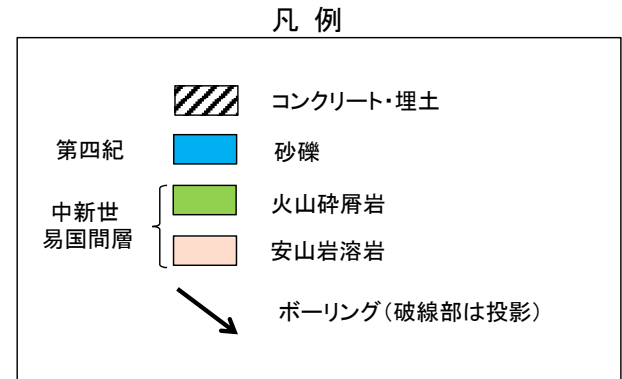 凡 例
コンクリート・埋土
第四紀 砂礫
中新世
易国間層
火山砕屑岩
安山岩溶岩
ボーリング（破線部は投影）